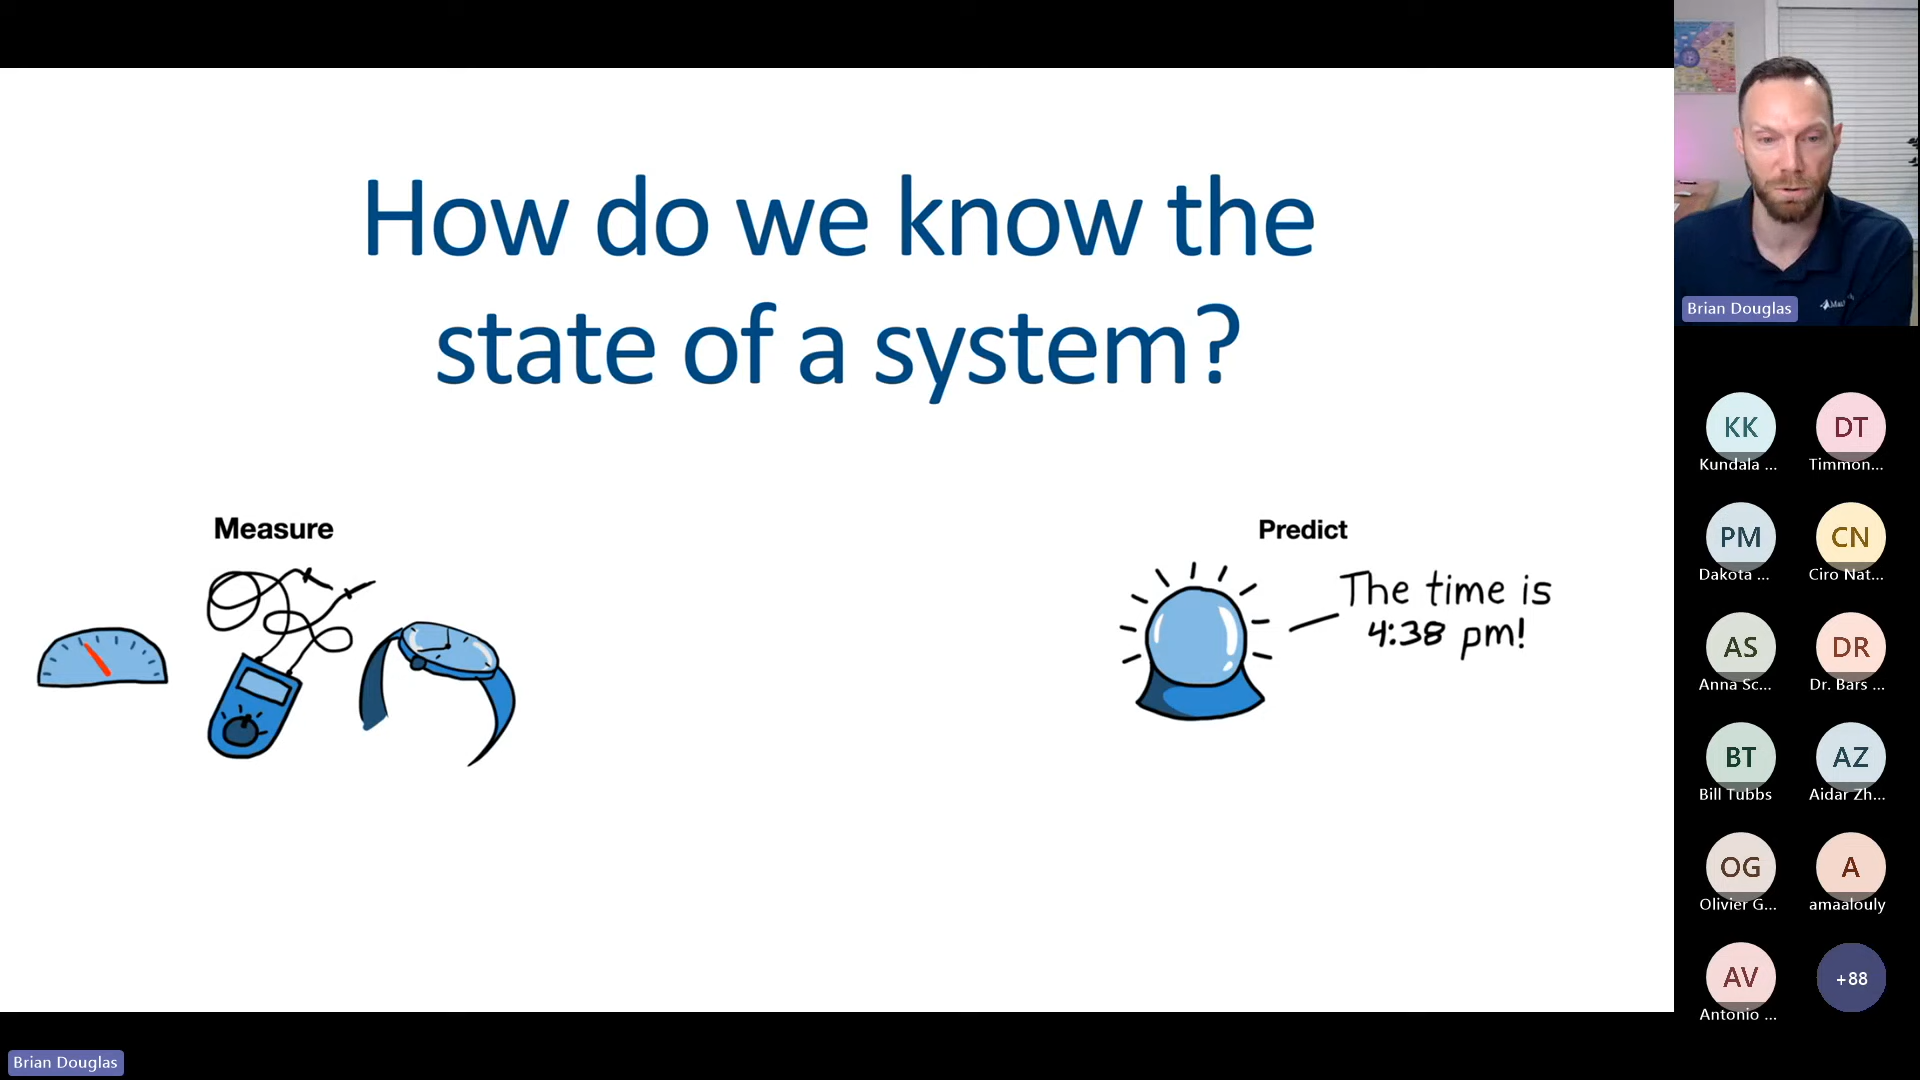 How do we know the
state of a system?
Measure
Predict
The time is
4:38 pm!
Brian Douglas
KK
Kundala ...
DT
Timmon...
PM
Dakota ...
CN
Ciro Nat...
AS
Anna Sc...
DR
Dr. Bars ...
BT
Bill Tubbs
AZ
Aidar Zh...
OG
Olivier G...
A
amaalouly
AV
Antonio ...
+88
Brian Douglas